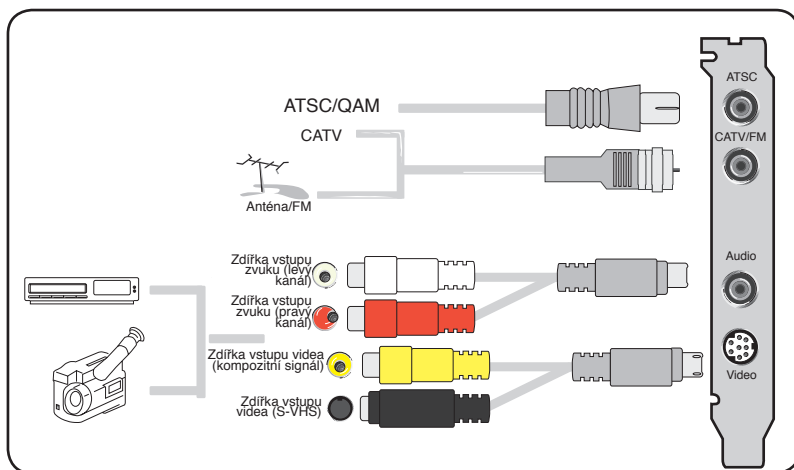 ATSC/QAM
CATV
Anténa/FM
Zdířka vstupu
zvuku (levý
kanál)
Zdířka vstupu
zvuku (pravý
kanál)
Zdířka vstupu videa
(kompozitní signál)
Zdířka vstupu
videa (S-VHS)
ATSC
CATV/FM
Audio
Video